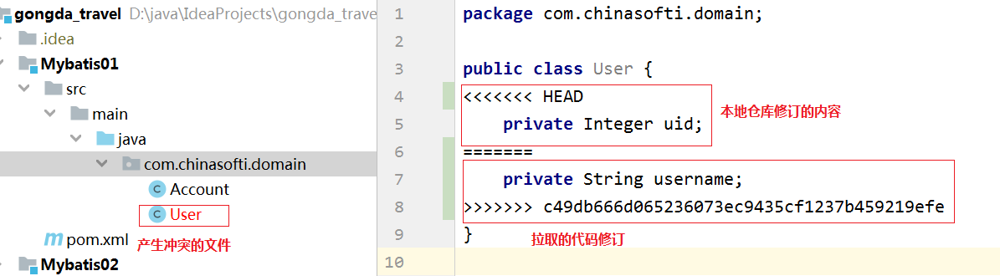 gongda_travel D:\java\IdeaProjects\gongda_trave
.idea
Mybatis01
src
main
java
com.chinasofti.domain
Account
User
产生冲突的文件
pom.xml
Mybatis02
1 package com.chinasofti.domain;
2
3 public class User {
4 <<<<<<< HEAD
5 private Integer uid;
6 =======
7 private String username;
8 >>>>>>> c49db666d065236073ec9435cf1237b459219efe
9 }
10
本地仓库修订的内容
拉取的代码修订